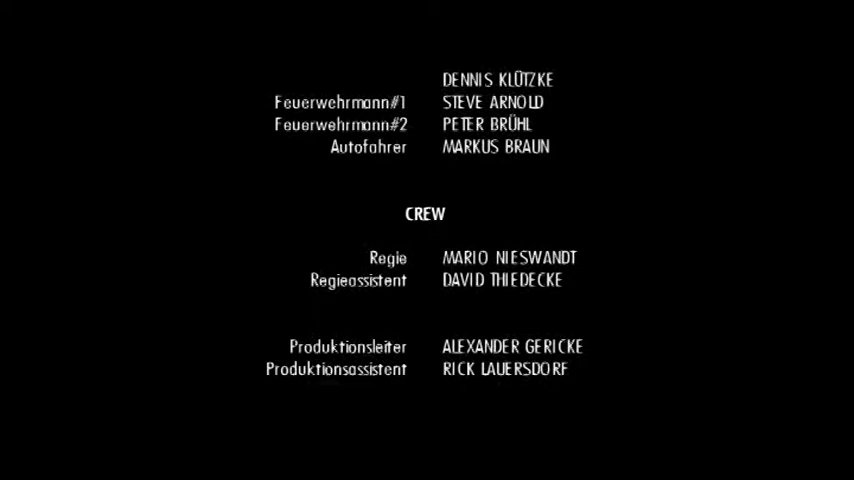 DENNIS KLÜTZKE
Feuerwehrmann#1 STEVE ARNOLD
Feuerwehrmann#2 PETER BRÜHL
Autofahrer MARKUS BRAUN
CREW
Regie MARIO NIESWANDT
Regieassistent DAVID THIEDECKE
Produktionsleiter ALEXANDER GERICKE
Produktionsassistent RICK LAUERSDORF